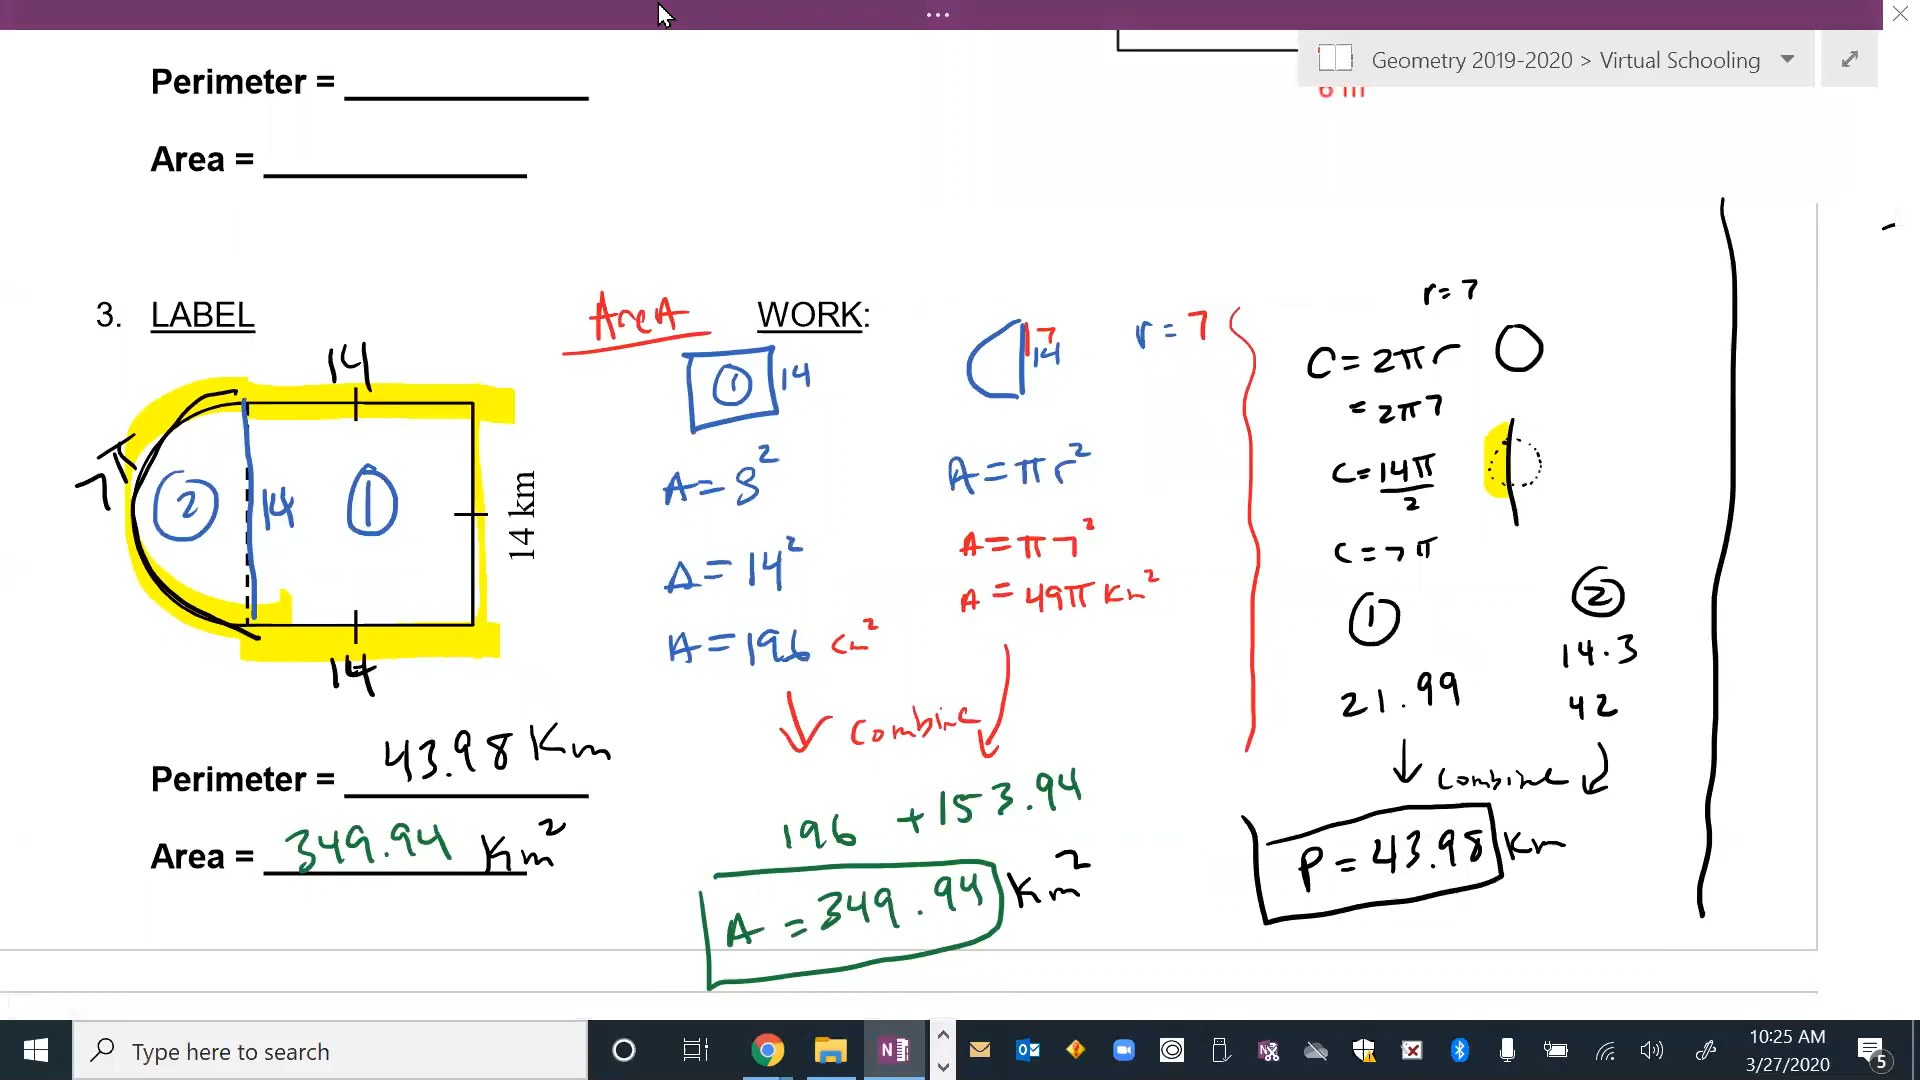 Geometry 2019-2020 > Virtual Schooling
Perimeter =
6 m
Area =
3. LABEL
WORK:
14
2
14
1
14 km
7π
14
Perimeter = 43.98 Km
Area = 349.94 Km²
AreA
1
14
A = S²
A = 14²
A = 196 cm²
7
14
r = 7
A = πr²
A = π7²
A = 49π Km²
combine
196 + 153.94
A = 349.94 Km²
r = 7
C = 2πr
= 2π7
C = 14π
2
C = 7π
1
21.99
2
14·3
42
combine
P = 43.98 Km
Type here to search
10:25 AM
3/27/2020
5